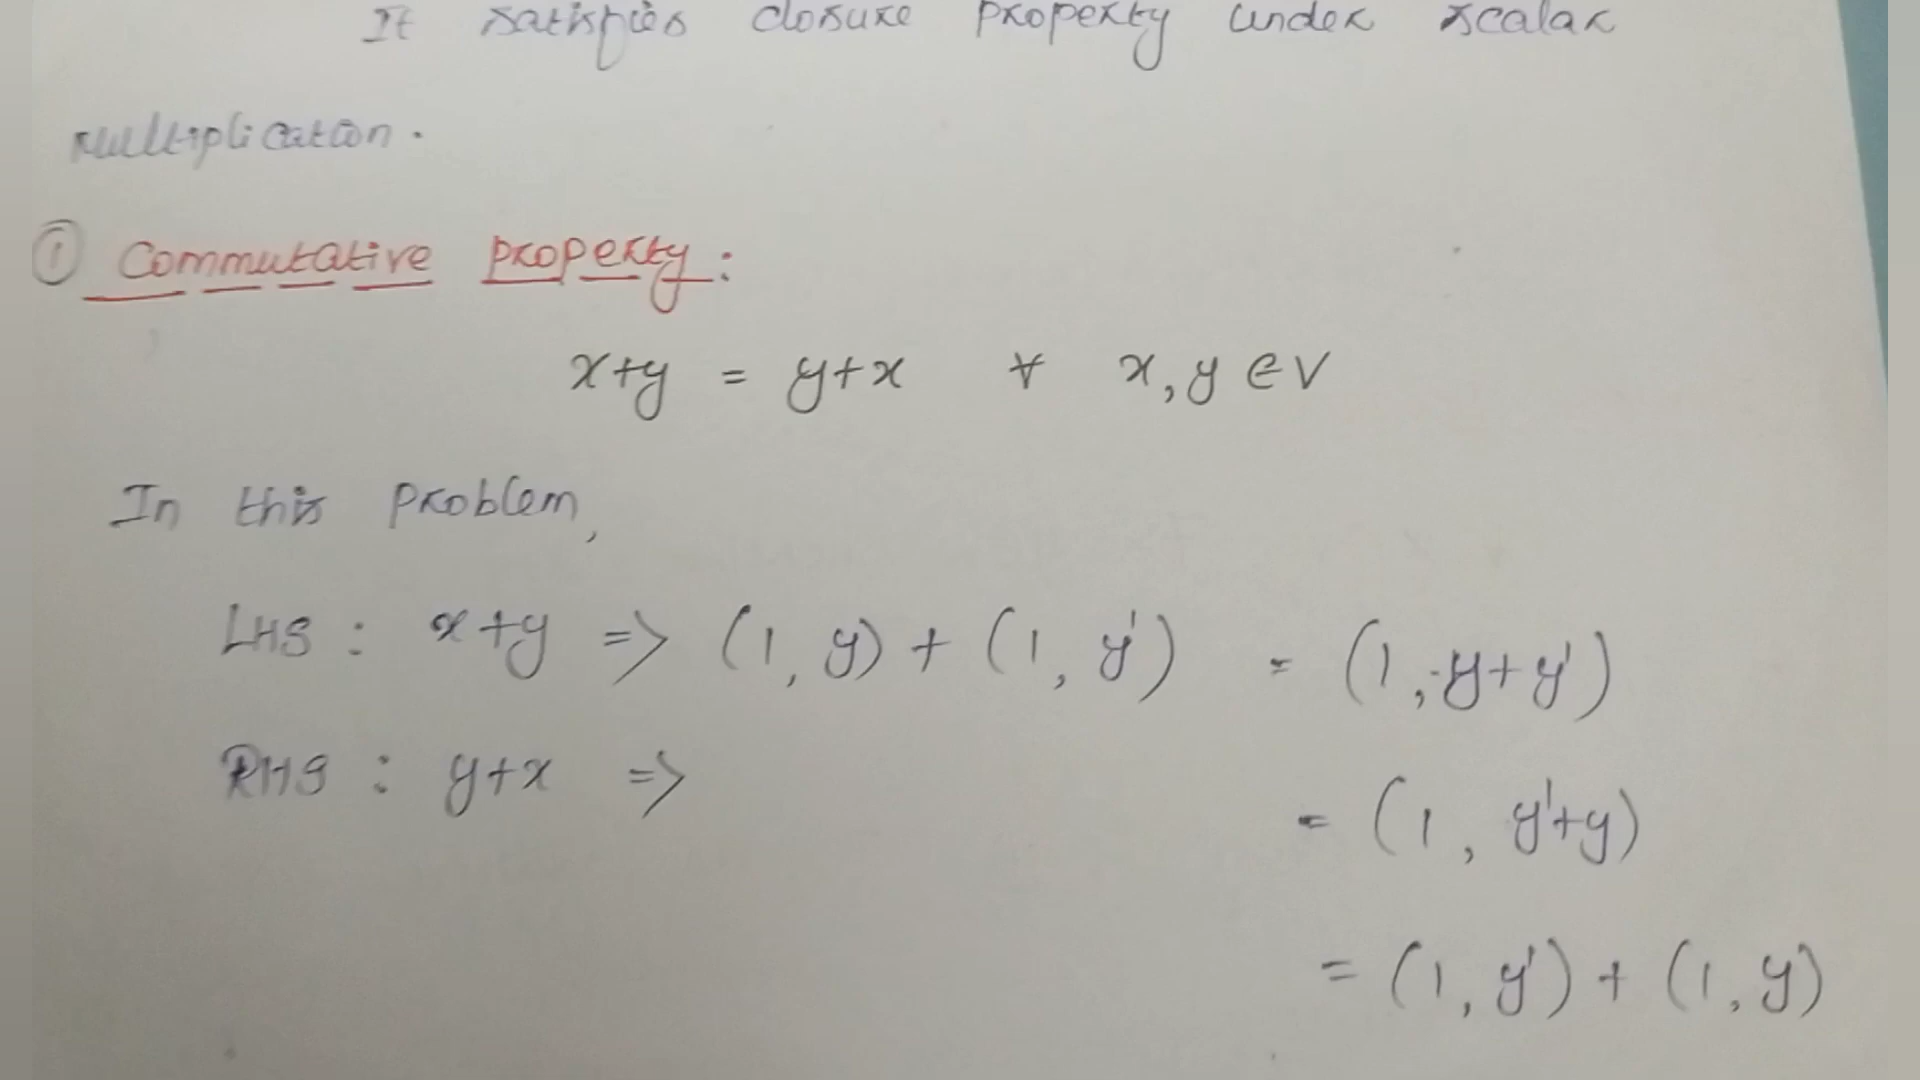 It satisfies closure property under scalar
multiplication.
① Commutative property:
x+y = y+x ∀ x, y ∈ V
In this problem,
LHS : x+y => (1, y) + (1, y') = (1, y+y')
RHS : y+x =>
= (1, y'+y)
= (1, y') + (1, y)